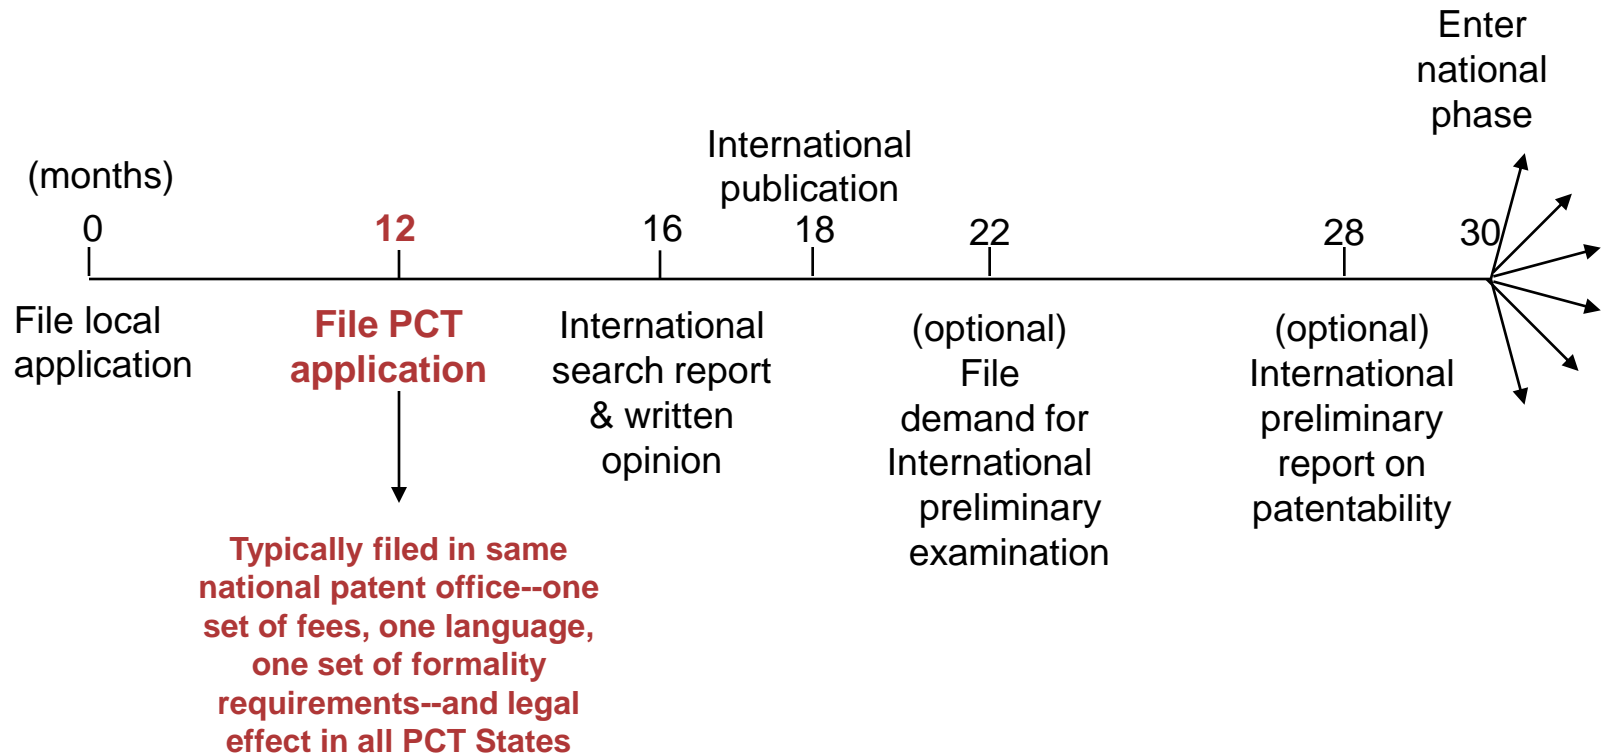 Enter
national
phase
International
publication
(months)
0
12
16
18
22
28
30
File local
application
File PCT
application
International
search report
& written
opinion
(optional)
File
demand for
International
preliminary
examination
(optional)
International
preliminary
report on
patentability
Typically filed in same
national patent office--one
set of fees, one language,
one set of formality
requirements--and legal
effect in all PCT States